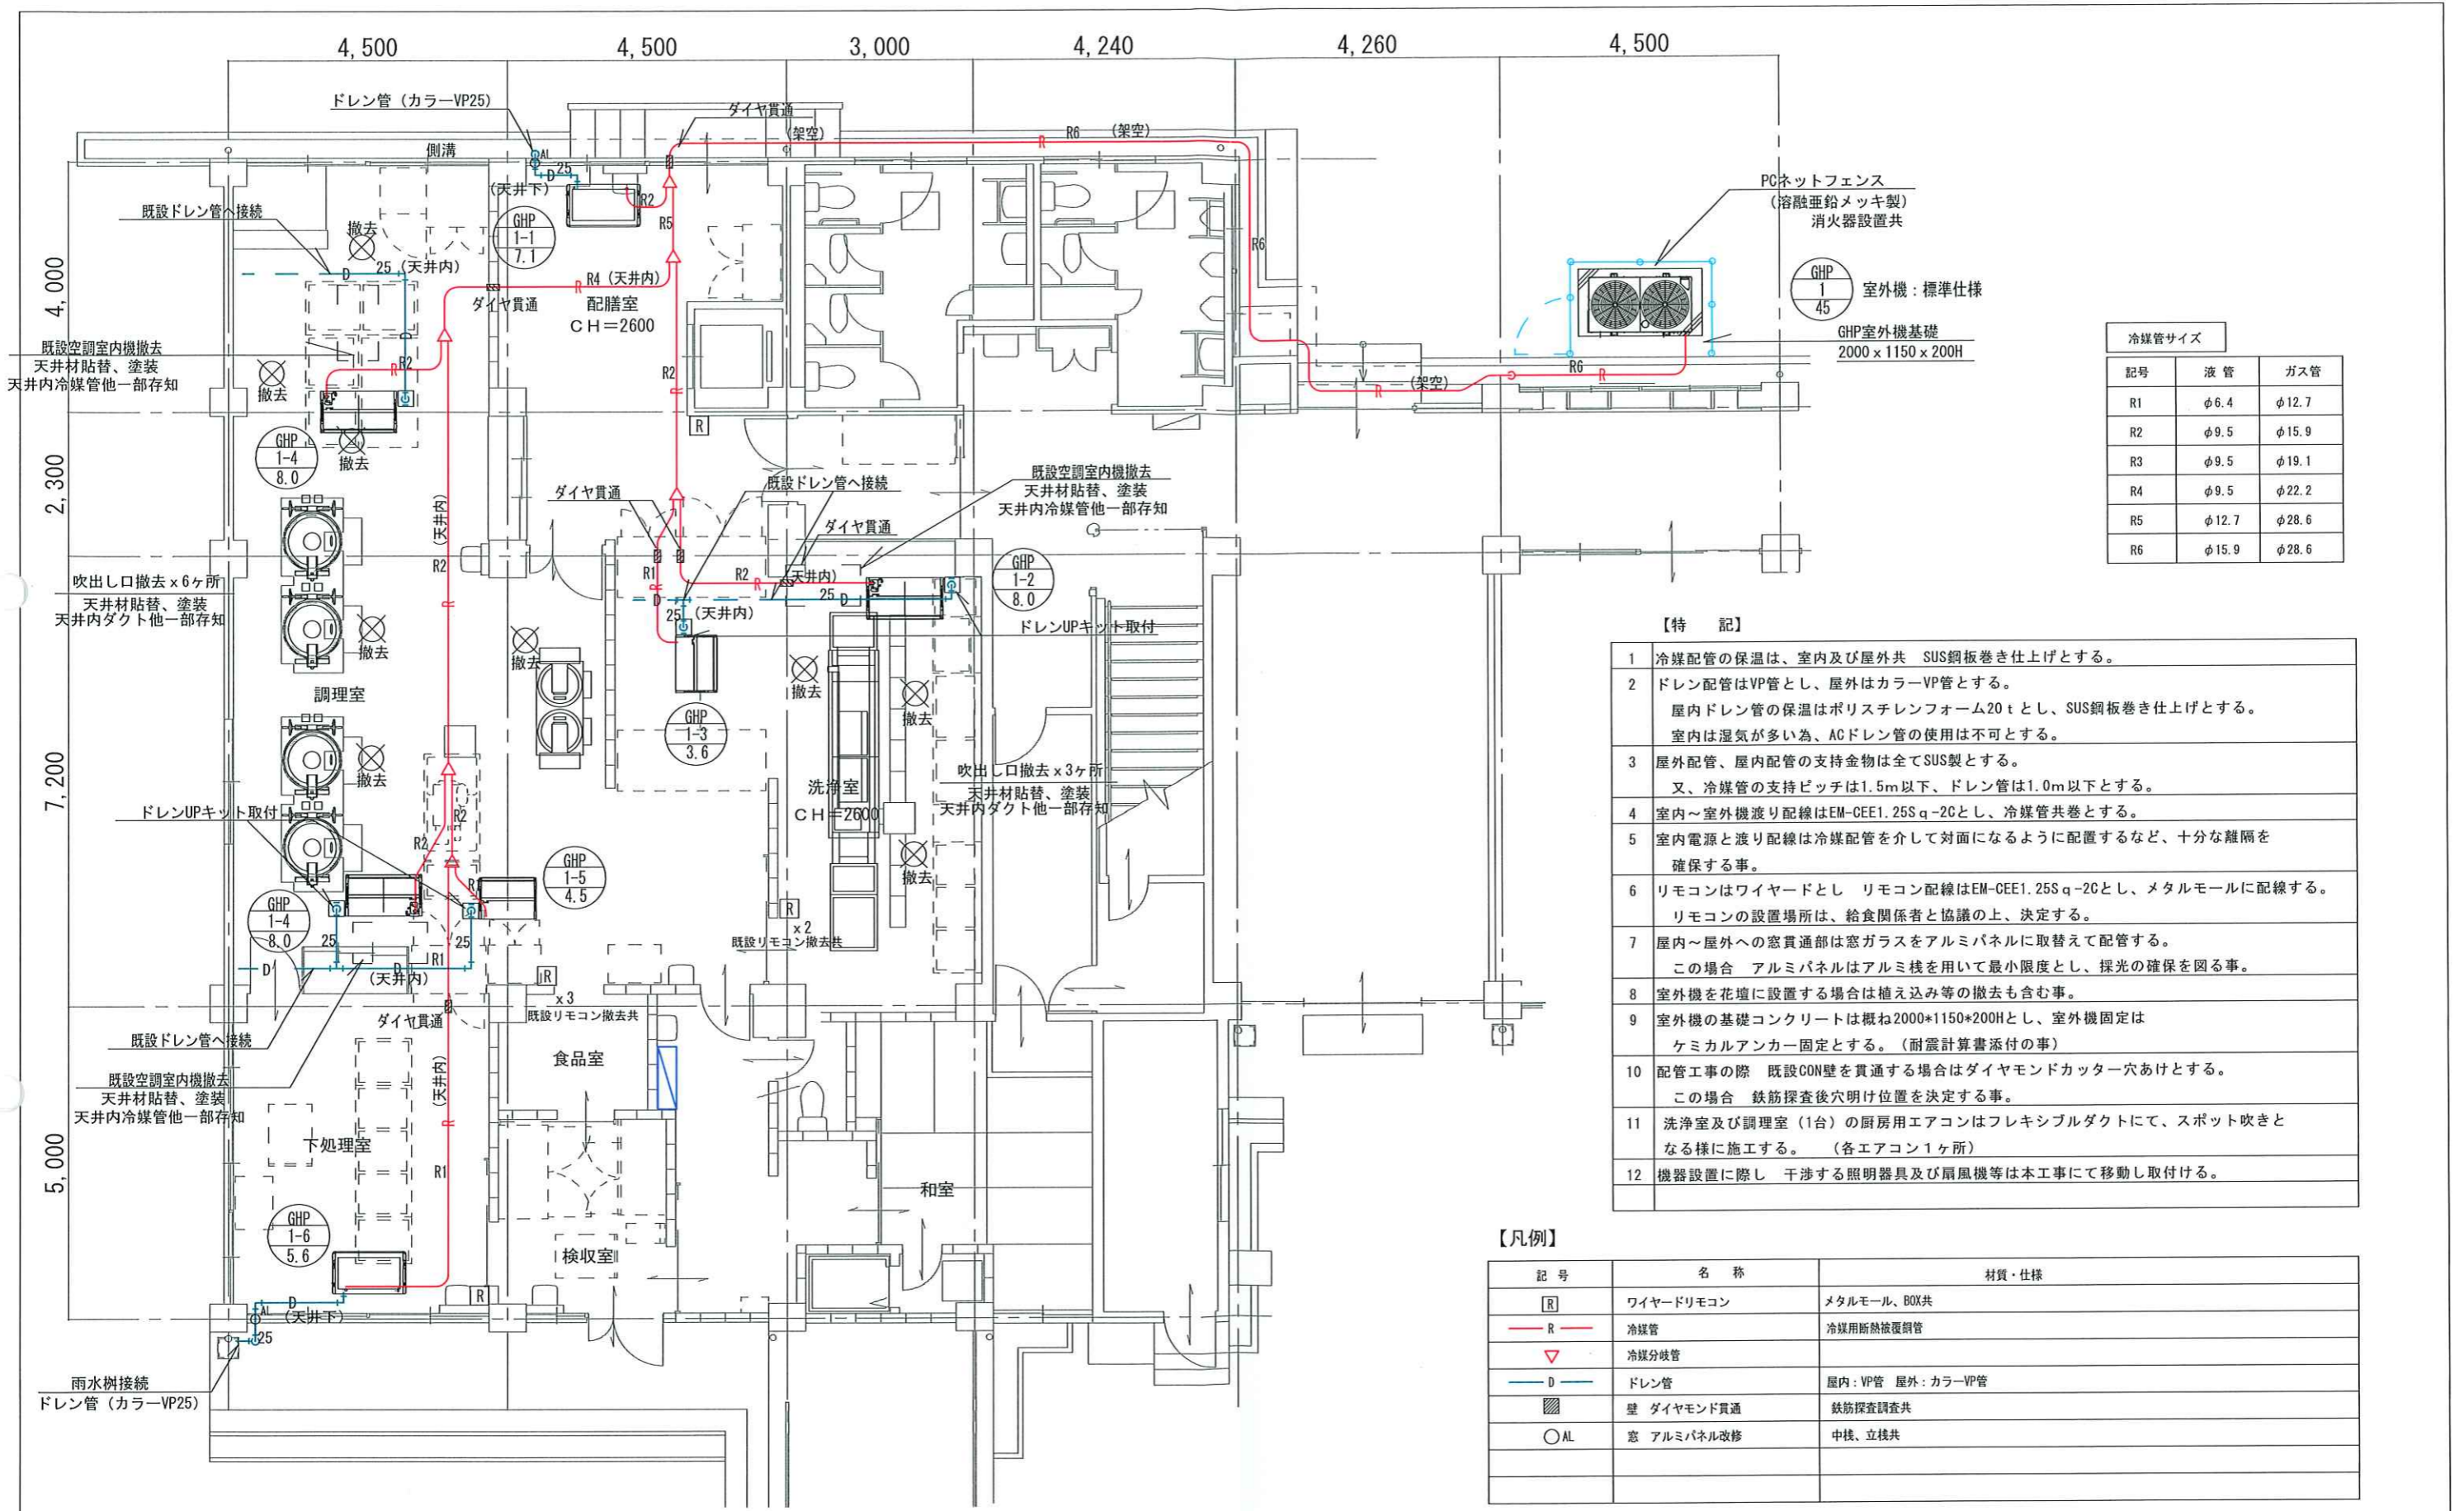 4,500
4,500
3,000
4,240
4,260
4,500
4,000
2,300
7,200
5,000
ドレン管（カラーVP25）
ダイヤ貫通
(架空)
R6
(架空)
R
側溝
AL
D
25
(天井下)
R2
R5
R6
既設ドレン管へ接続
撤去
GHP
1-1
7.1
D
25
(天井内)
R4 (天井内)
R
ダイヤ貫通
配膳室
CH=2600
PCネットフェンス
(溶融亜鉛メッキ製)
消火器設置共
GHP
1
45
室外機：標準仕様
GHP室外機基礎
2000ｘ1150ｘ200H
既設空調室内機撤去
天井材貼替、塗装
天井内冷媒管他一部存知
D
R2
R
撤去
R2
R
R6
R
(架空)
R
R
撤去
GHP
1-4
8.0
既設ドレン管へ接続
既設空調室内機撤去
天井材貼替、塗装
天井内冷媒管他一部存知
ダイヤ貫通
ダイヤ貫通
(天井内)
R2
R
吹出し口撤去ｘ6ヶ所
天井材貼替、塗装
天井内ダクト他一部存知
R1
R
R2
R
(天井内)
D
25
D
25
(天井内)
GHP
1-2
8.0
ドレンUPキット取付
撤去
撤去
撤去
撤去
調理室
GHP
1-3
3.6
撤去
洗浄室
CH=2600
吹出し口撤去ｘ3ヶ所
天井材貼替、塗装
天井内ダクト他一部存知
ドレンUPキット取付
R2
R2
GHP
1-5
4.5
R
撤去
GHP
1-4
8.0
25
25
D
D
R1
(天井内)
R
x2
既設リモコン撤去共
R
x3
既設リモコン撤去共
ダイヤ貫通
既設ドレン管へ接続
既設空調室内機撤去
天井材貼替、塗装
天井内冷媒管他一部存知
食品室
(天井内)
R
下処理室
R1
和室
GHP
1-6
5.6
検収室
R
D
AL
(天井下)
25
雨水桝接続
ドレン管（カラーVP25）
冷媒管サイズ
記号 液管 ガス管
R1 φ6.4 φ12.7
R2 φ9.5 φ15.9
R3 φ9.5 φ19.1
R4 φ9.5 φ22.2
R5 φ12.7 φ28.6
R6 φ15.9 φ28.6
【特　記】
1 冷媒配管の保温は、室内及び屋外共　SUS鋼板巻き仕上げとする。
2 ドレン配管はVP管とし、屋外はカラーVP管とする。
屋内ドレン管の保温はポリスチレンフォーム20ｔとし、SUS鋼板巻き仕上げとする。
室内は湿気が多い為、ACドレン管の使用は不可とする。
3 屋外配管、屋内配管の支持金物は全てSUS製とする。
又、冷媒管の支持ピッチは1.5m以下、ドレン管は1.0m以下とする。
4 室内～室外機渡り配線はEM-CEE1.25Sｑ-2Cとし、冷媒管共巻とする。
5 室内電源と渡り配線は冷媒配管を介して対面になるように配置するなど、十分な離隔を
確保する事。
6 リモコンはワイヤードとし　リモコン配線はEM-CEE1.25Sｑ-2Cとし、メタルモールに配線する。
リモコンの設置場所は、給食関係者と協議の上、決定する。
7 屋内～屋外への窓貫通部は窓ガラスをアルミパネルに取替えて配管する。
この場合　アルミパネルはアルミ桟を用いて最小限度とし、採光の確保を図る事。
8 室外機を花壇に設置する場合は植え込み等の撤去も含む事。
9 室外機の基礎コンクリートは概ね2000*1150*200Hとし、室外機固定は
ケミカルアンカー固定とする。（耐震計算書添付の事）
10 配管工事の際　既設CON壁を貫通する場合はダイヤモンドカッター穴あけとする。
この場合　鉄筋探査後穴明け位置を決定する事。
11 洗浄室及び調理室（1台）の厨房用エアコンはフレキシブルダクトにて、スポット吹きと
なる様に施工する。　（各エアコン１ヶ所）
12 機器設置に際し　干渉する照明器具及び扇風機等は本工事にて移動し取付ける。
【凡例】
記号 名称 材質・仕様
R ワイヤードリモコン メタルモール、BOX共
R 冷媒管 冷媒用断熱被覆銅管
冷媒分岐管
D ドレン管 屋内：VP管　屋外：カラーVP管
壁　ダイヤモンド貫通 鉄筋探査調査共
AL 窓　アルミパネル改修 中桟、立桟共